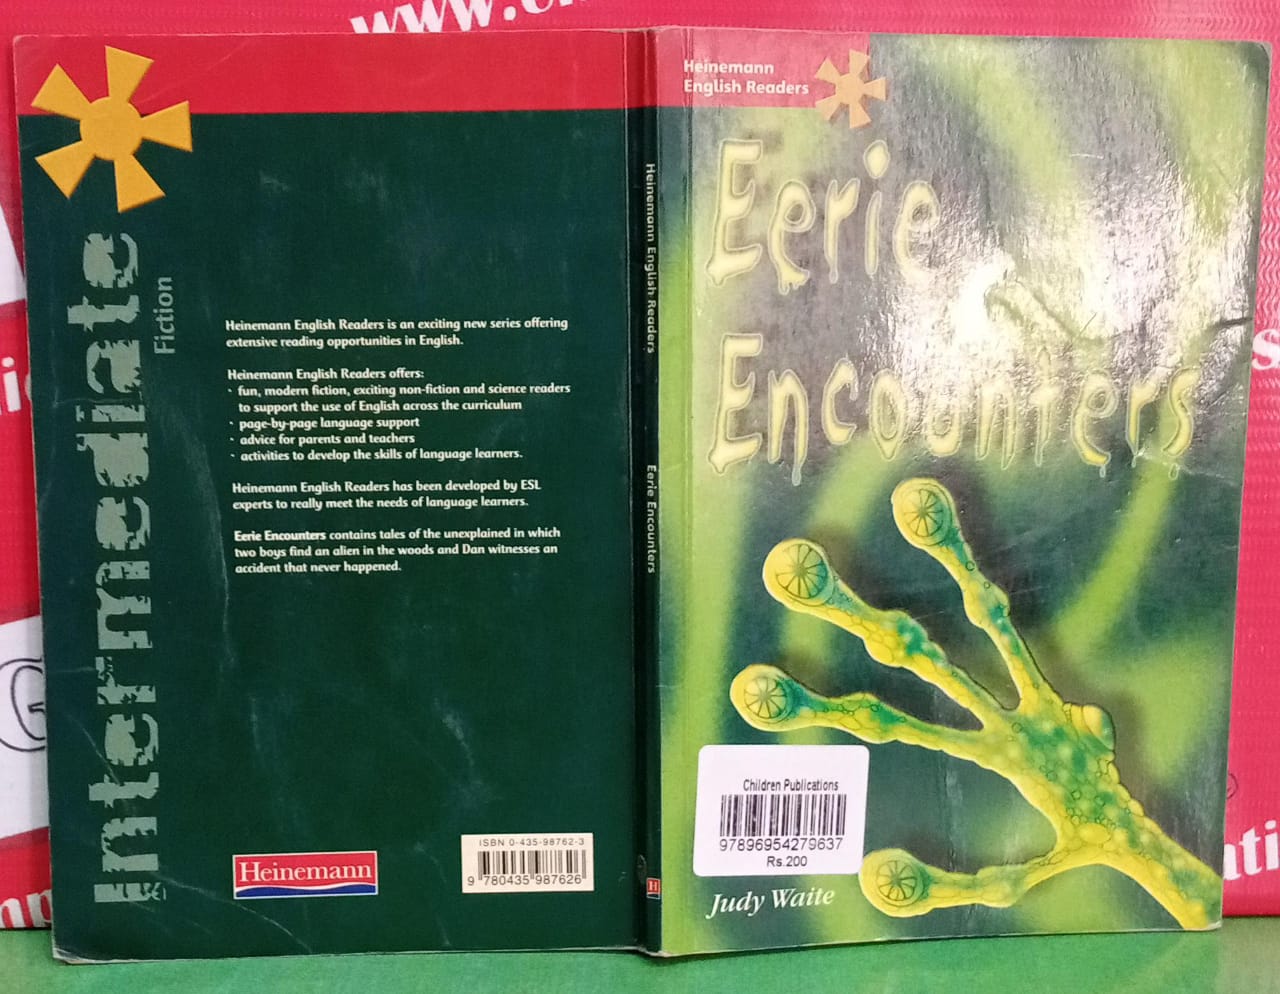 www.c
Intermediate
Fiction
Heinemann English Readers is an exciting new series offering
extensive reading opportunities in English.
Heinemann English Readers offers:
· fun, modern fiction, exciting non-fiction and science readers
to support the use of English across the curriculum
· page-by-page language support
· advice for parents and teachers
· activities to develop the skills of language learners.
Heinemann English Readers has been developed by ESL
experts to really meet the needs of language learners.
Eerie Encounters contains tales of the unexplained in which
two boys find an alien in the woods and Dan witnesses an
accident that never happened.
Heinemann
ISBN 0-435-98762-3
9 780435 987626
Heinemann English Readers
Eerie Encounters
H
Heinemann
English Readers
Eerie
Encounters
Children Publications
97896954279637
Rs.200
Judy Waite